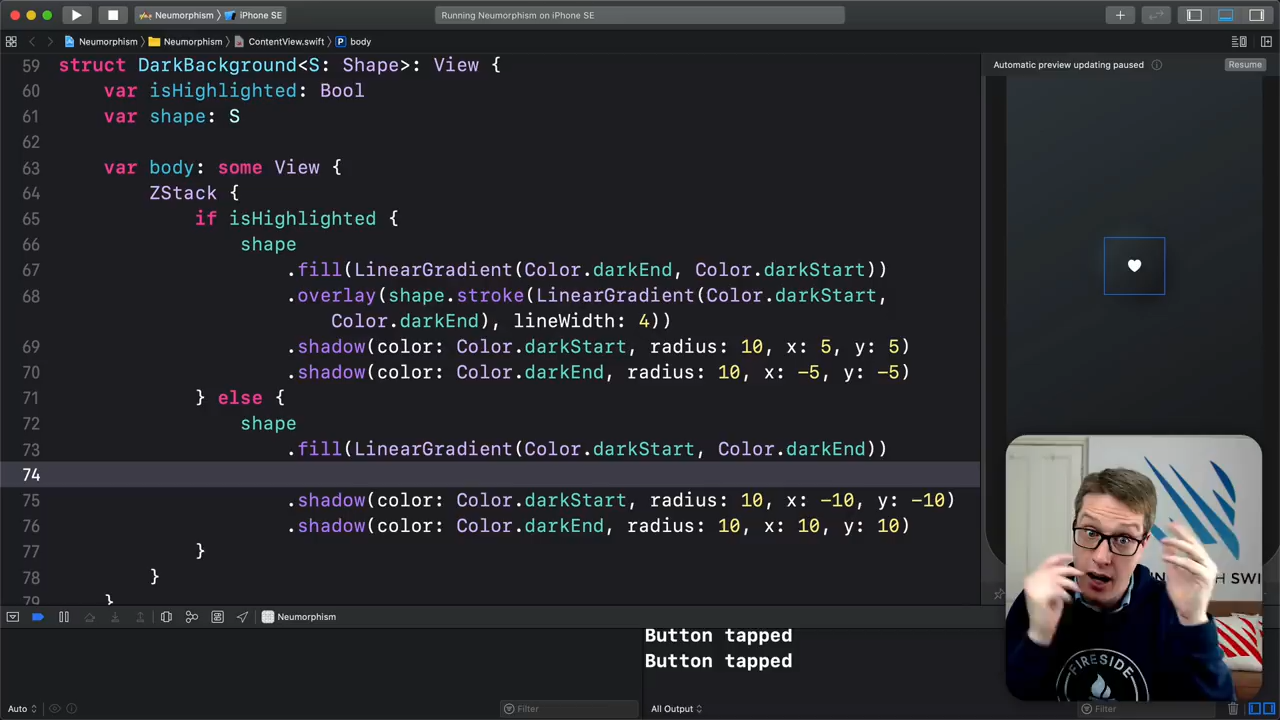 Neumorphism 〉 iPhone SE
Running Neumorphism on iPhone SE
Neumorphism 〉 Neumorphism 〉 ContentView.swift 〉 P body
59 struct DarkBackground<S: Shape>: View {
60 var isHighlighted: Bool
61 var shape: S
62
63 var body: some View {
64 ZStack {
65 if isHighlighted {
66 shape
67 .fill(LinearGradient(Color.darkEnd, Color.darkStart))
68 .overlay(shape.stroke(LinearGradient(Color.darkStart,
Color.darkEnd), lineWidth: 4))
69 .shadow(color: Color.darkStart, radius: 10, x: 5, y: 5)
70 .shadow(color: Color.darkEnd, radius: 10, x: -5, y: -5)
71 } else {
72 shape
73 .fill(LinearGradient(Color.darkStart, Color.darkEnd))
74
75 .shadow(color: Color.darkStart, radius: 10, x: -10, y: -10)
76 .shadow(color: Color.darkEnd, radius: 10, x: 10, y: 10)
77 }
78 }
79 }
Automatic preview updating paused
Resume
Neumorphism
Button tapped
Button tapped
Auto
Filter
All Output
Filter
SWI
FIRESIDE